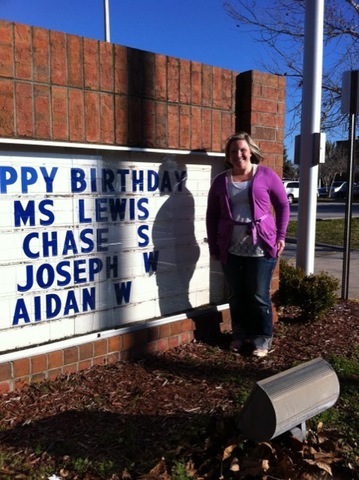 PPY BIRTHDAY
MS LEWIS
CHASE S
JOSEPH W
AIDAN W